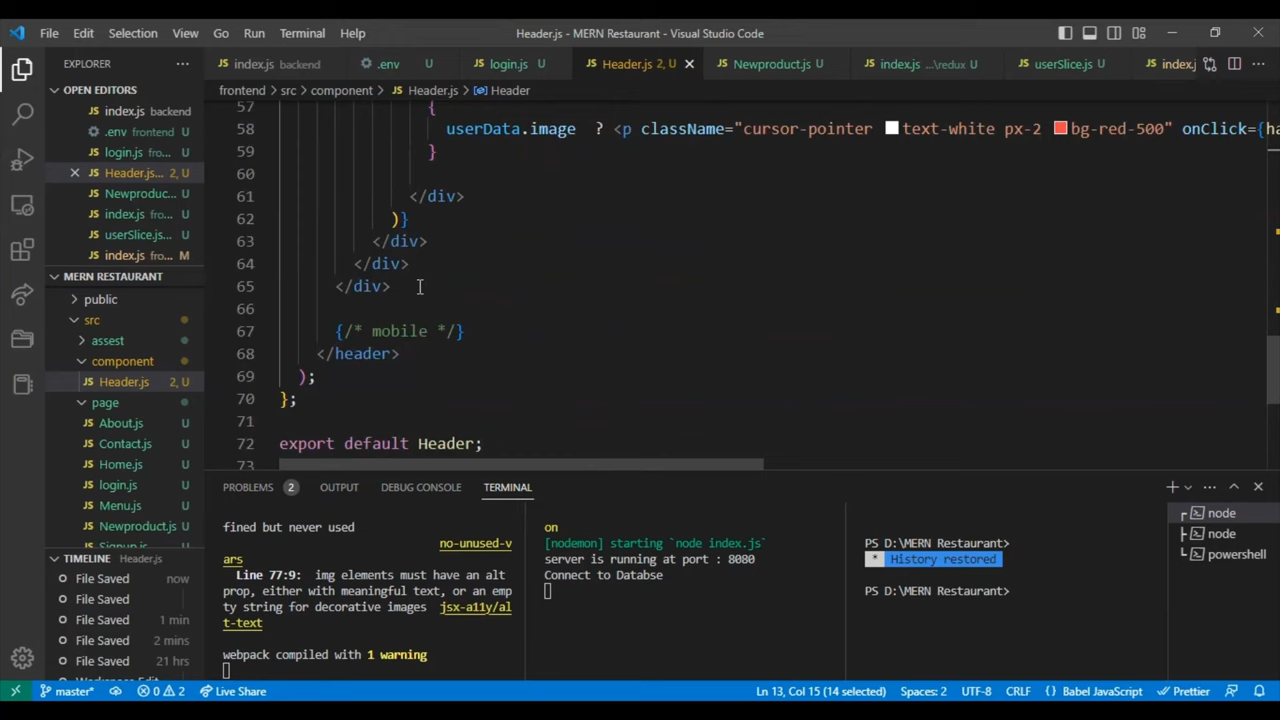 File Edit Selection View Go Run Terminal Help
Header.js - MERN Restaurant - Visual Studio Code
EXPLORER
JS index.js backend
.env U
JS login.js U
JS Header.js 2, U
JS Newproduct.js U
JS index.js ...\redux U
JS userSlice.js U
JS index.j
OPEN EDITORS
JS index.js backend
.env frontend U
JS login.js fro... U
JS Header.js... 2, U
JS Newproduc... U
JS index.js fro... U
JS userSlice.js... U
JS index.js fro... M
MERN RESTAURANT
public
src
assest
component
JS Header.js 2, U
page
JS About.js U
JS Contact.js U
JS Home.js U
JS login.js U
JS Menu.js U
JS Newproduct.js U
JS Signup.js U
TIMELINE Header.js
File Saved now
File Saved
File Saved 1 min
File Saved 2 mins
File Saved 21 hrs
frontend > src > component > JS Header.js > Header
57 {
58 userData.image ? <p className="cursor-pointer text-white px-2 bg-red-500" onClick={ha
59 }
60
61 </div>
62 )}
63 </div>
64 </div>
65 </div>
66
67 {/* mobile */}
68 </header>
69 );
70 };
71
72 export default Header;
73
PROBLEMS 2 OUTPUT DEBUG CONSOLE TERMINAL
fined but never used
no-unused-v
ars
Line 77:9: img elements must have an alt
prop, either with meaningful text, or an emp
ty string for decorative images jsx-a11y/al
t-text
webpack compiled with 1 warning
on
[nodemon] starting `node index.js`
server is running at port : 8080
Connect to Databse
PS D:\MERN Restaurant>
* History restored
PS D:\MERN Restaurant>
node
node
powershell
master* 0 2 Live Share
Ln 13, Col 15 (14 selected) Spaces: 2 UTF-8 CRLF {} Babel JavaScript Prettier